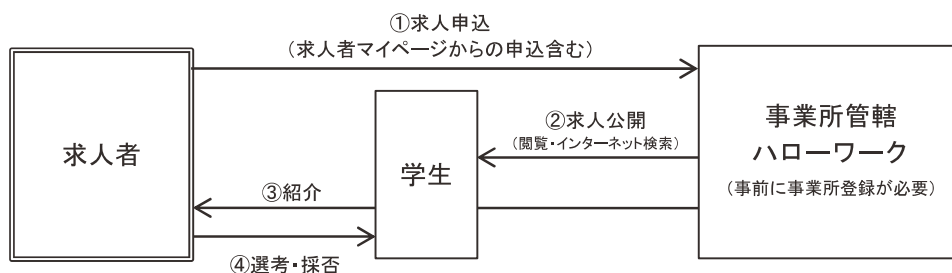 ①求人申込
（求人者マイページからの申込含む）
求人者
学生
②求人公開
（閲覧・インターネット検索）
事業所管轄
ハローワーク
（事前に事業所登録が必要）
③紹介
④選考・採否